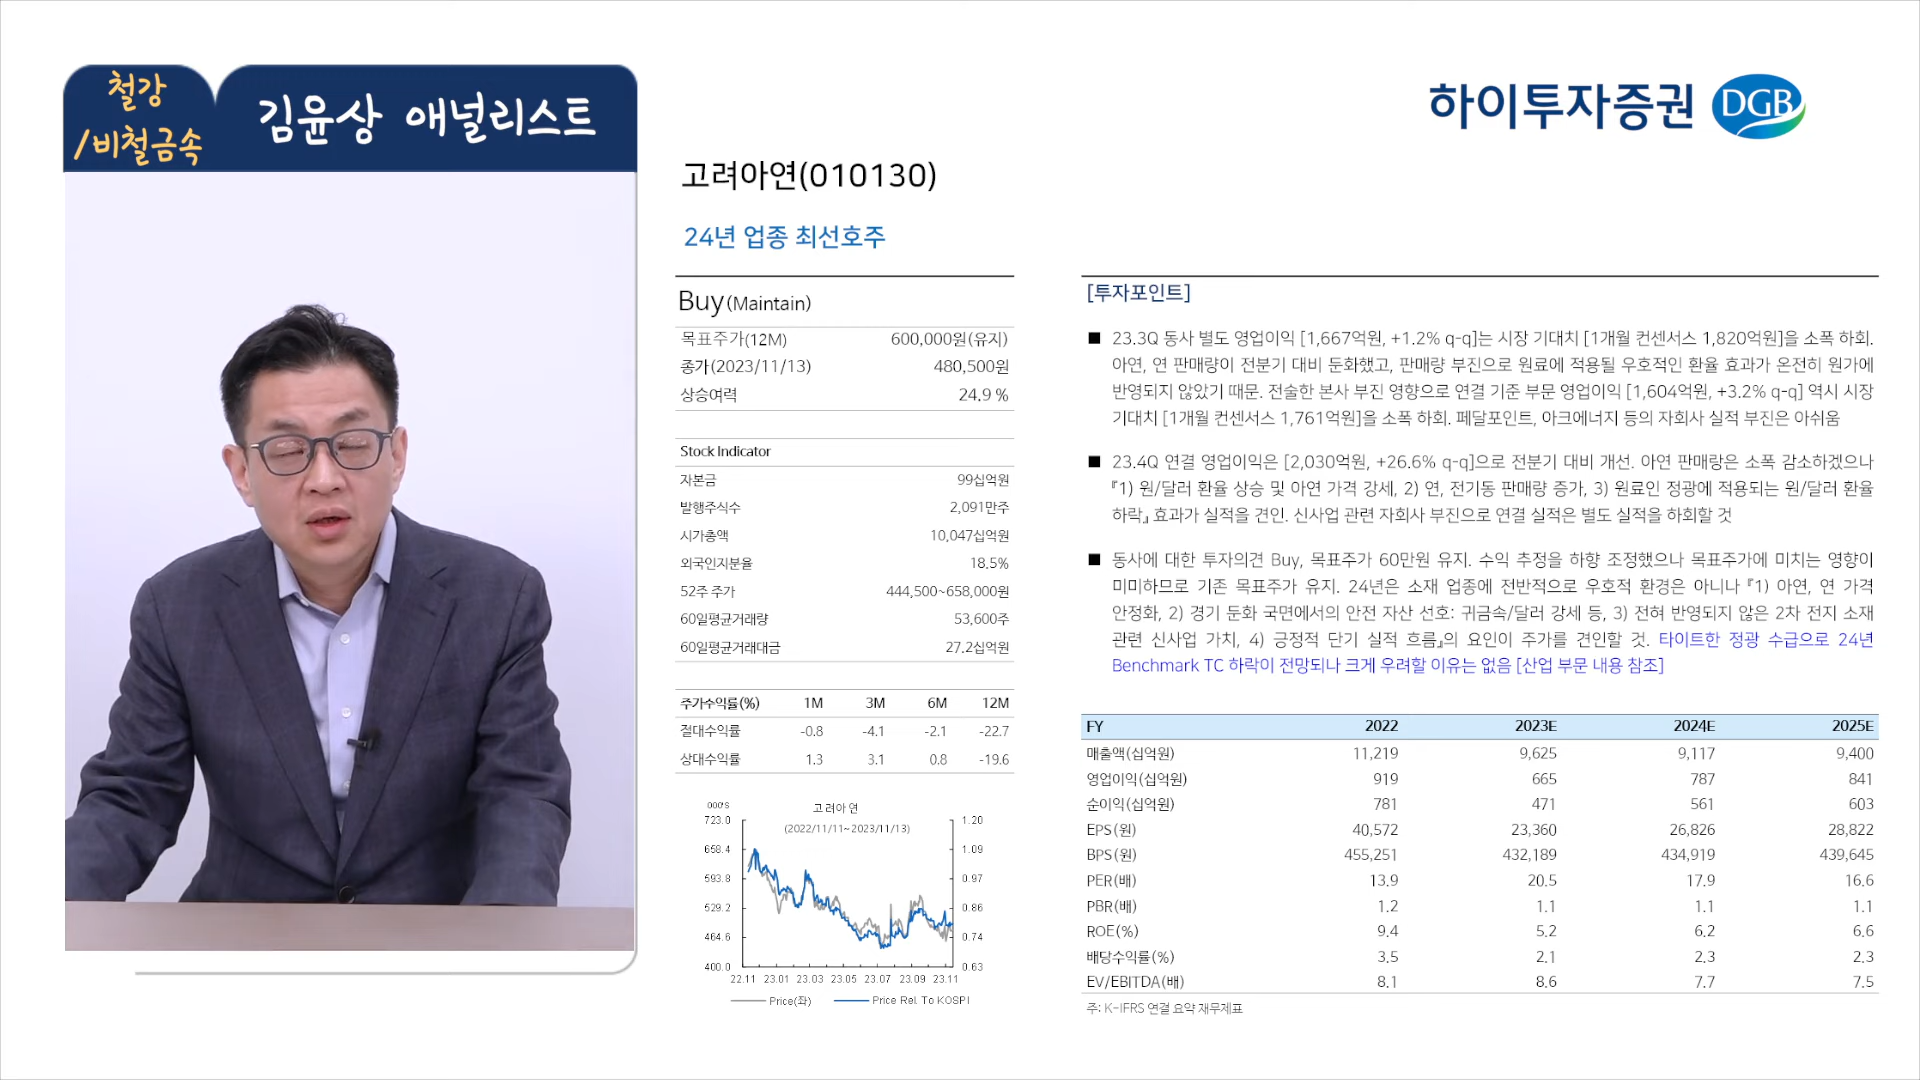 철강
/비철금속
김윤상 애널리스트
하이투자증권 DGB
고려아연(010130)
24년 업종 최선호주
Buy(Maintain)
목표주가(12M) 600,000원(유지)
종가(2023/11/13) 480,500원
상승여력 24.9 %
Stock Indicator
자본금 99십억원
발행주식수 2,091만주
시가총액 10,047십억원
외국인지분율 18.5%
52주 주가 444,500~658,000원
60일평균거래량 53,600주
60일평균거래대금 27.2십억원
주가수익률(%) 1M 3M 6M 12M
절대수익률 -0.8 -4.1 -2.1 -22.7
상대수익률 1.3 3.1 0.8 -19.6
000'S 고려아연
(2022/11/11~2023/11/13)
723.0 1.20
658.4 1.09
593.8 0.97
529.2 0.86
464.6 0.74
400.0 0.63
22.11 23.01 23.03 23.05 23.07 23.09 23.11
Price(좌) Price Rel. To KOSPI
[투자포인트]
■ 23.3Q 동사 별도 영업이익 [1,667억원, +1.2% q-q]는 시장 기대치 [1개월 컨센서스 1,820억원]을 소폭 하회.
아연, 연 판매량이 전분기 대비 둔화했고, 판매량 부진으로 원료에 적용될 우호적인 환율 효과가 온전히 원가에
반영되지 않았기 때문. 전술한 본사 부진 영향으로 연결 기준 부문 영업이익 [1,604억원, +3.2% q-q] 역시 시장
기대치 [1개월 컨센서스 1,761억원]을 소폭 하회. 페달포인트, 아크에너지 등의 자회사 실적 부진은 아쉬움
■ 23.4Q 연결 영업이익은 [2,030억원, +26.6% q-q]으로 전분기 대비 개선. 아연 판매량은 소폭 감소하겠으나
『1) 원/달러 환율 상승 및 아연 가격 강세, 2) 연, 전기동 판매량 증가, 3) 원료인 정광에 적용되는 원/달러 환율
하락』 효과가 실적을 견인. 신사업 관련 자회사 부진으로 연결 실적은 별도 실적을 하회할 것
■ 동사에 대한 투자의견 Buy, 목표주가 60만원 유지. 수익 추정을 하향 조정했으나 목표주가에 미치는 영향이
미미하므로 기존 목표주가 유지. 24년은 소재 업종에 전반적으로 우호적 환경은 아니나 『1) 아연, 연 가격
안정화, 2) 경기 둔화 국면에서의 안전 자산 선호: 귀금속/달러 강세 등, 3) 전혀 반영되지 않은 2차 전지 소재
관련 신사업 가치, 4) 긍정적 단기 실적 흐름』의 요인이 주가를 견인할 것. 타이트한 정광 수급으로 24년
Benchmark TC 하락이 전망되나 크게 우려할 이유는 없음 [산업 부문 내용 참조]
FY 2022 2023E 2024E 2025E
매출액(십억원) 11,219 9,625 9,117 9,400
영업이익(십억원) 919 665 787 841
순이익(십억원) 781 471 561 603
EPS(원) 40,572 23,360 26,826 28,822
BPS(원) 455,251 432,189 434,919 439,645
PER(배) 13.9 20.5 17.9 16.6
PBR(배) 1.2 1.1 1.1 1.1
ROE(%) 9.4 5.2 6.2 6.6
배당수익률(%) 3.5 2.1 2.3 2.3
EV/EBITDA(배) 8.1 8.6 7.7 7.5
주: K-IFRS 연결 요약 재무제표